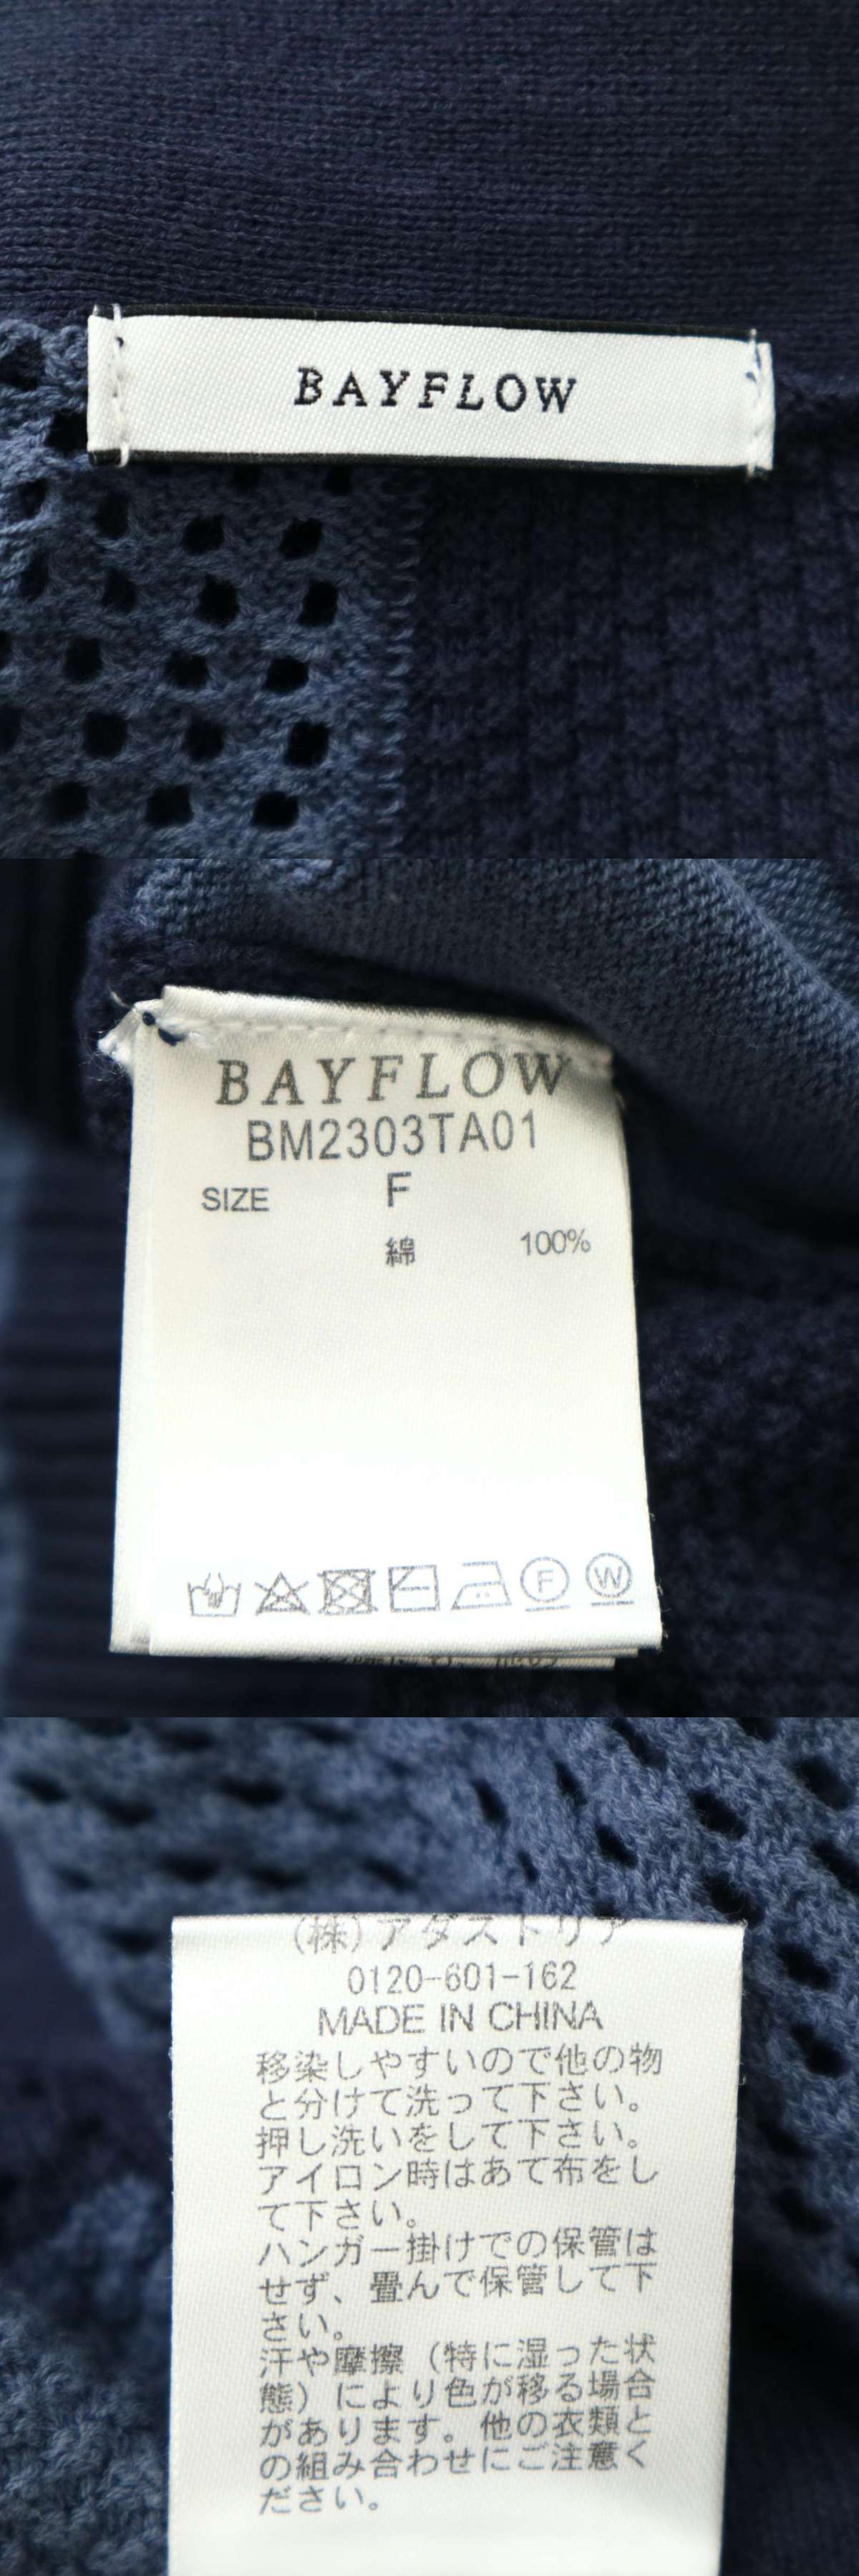 BAYFLOW
BAYFLOW
BM2303TA01
SIZE F
綿 100%
F W
(株)アダストリア
0120-601-162
MADE IN CHINA
移染しやすいので他の物
と分けて洗って下さい。
押し洗いをして下さい。
アイロン時はあて布をし
て下さい。
ハンガー掛けでの保管は
せず、畳んで保管して下
さい。
汗や摩擦（特に湿った状
態）により色が移る場合
があります。他の衣類と
の組み合わせにご注意く
ださい。